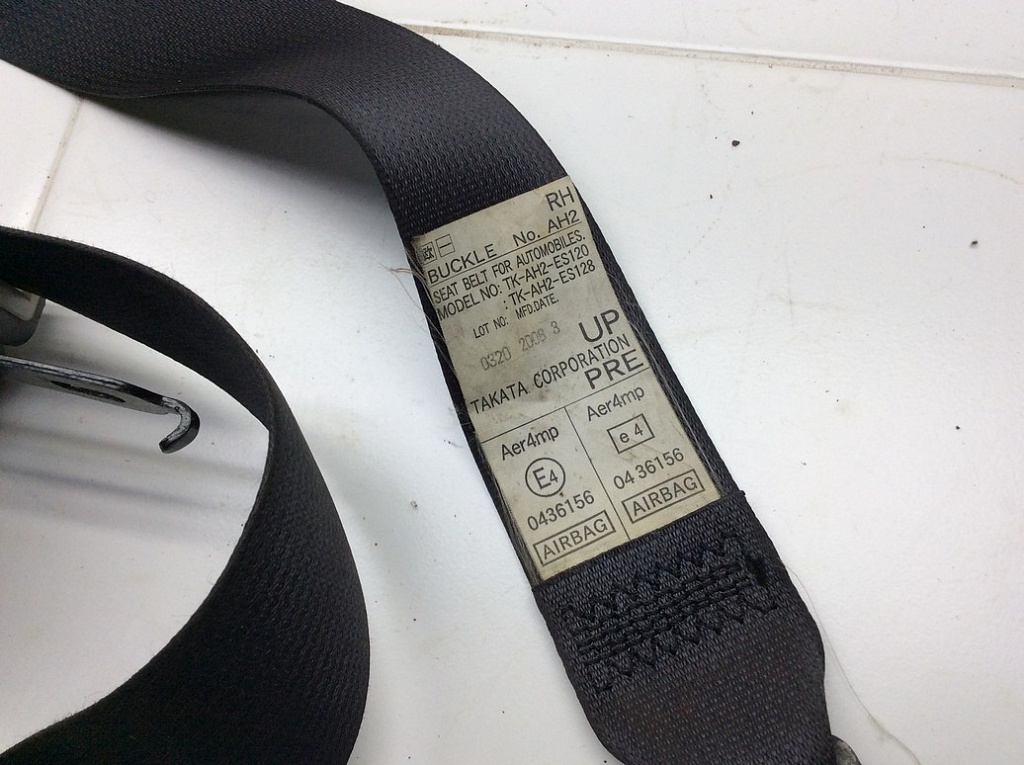 RH
BUCKLE No. AH2
SEAT BELT FOR AUTOMOBILES.
MODEL NO: TK-AH2-ES120
: TK-AH2-ES128
LOT NO: MFD.DATE.
0320 2008 3
UP
TAKATA CORPORATION
PRE
Aer4mp
E4
0436156
AIRBAG
Aer4mp
e 4
04 36156
AIRBAG